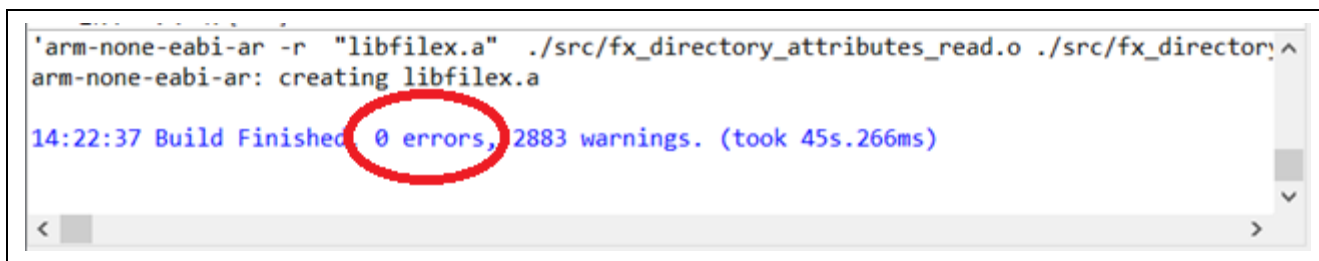 'arm-none-eabi-ar -r "libfilex.a" ./src/fx_directory_attributes_read.o ./src/fx_directory
arm-none-eabi-ar: creating libfilex.a
14:22:37 Build Finished. 0 errors, 2883 warnings. (took 45s.266ms)